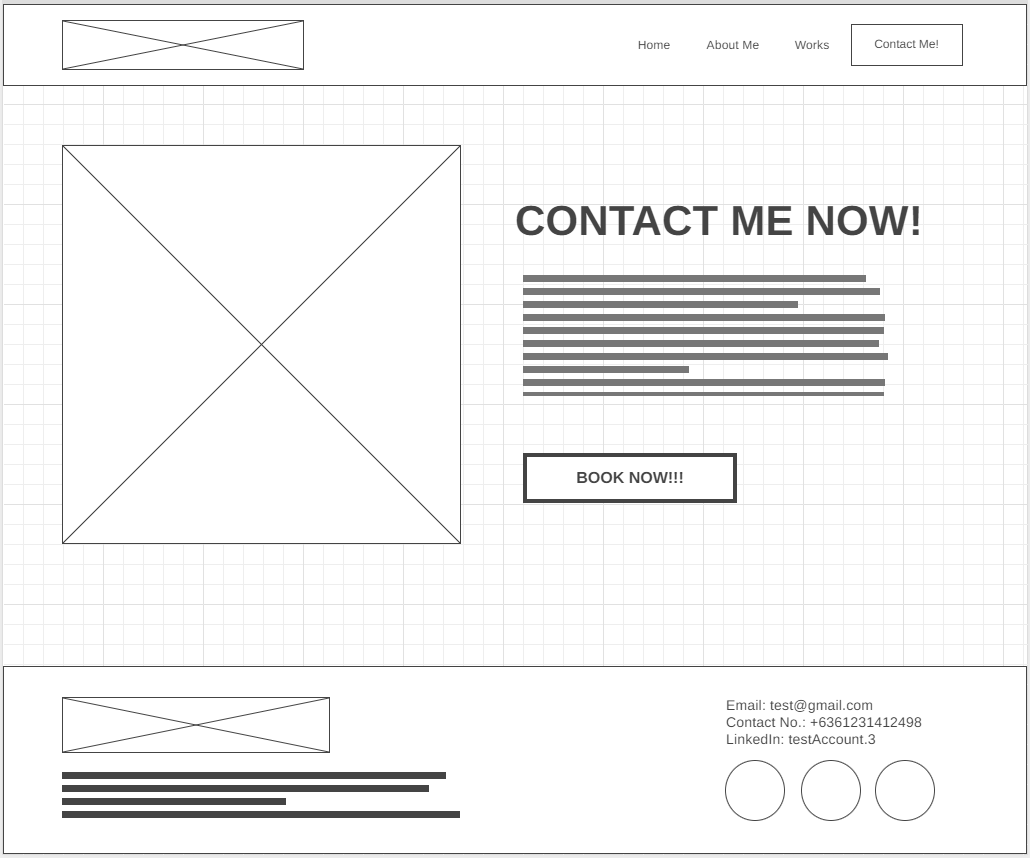 Home
About Me
Works
Contact Me!
CONTACT ME NOW!
BOOK NOW!!!
Email: test@gmail.com
Contact No.: +6361231412498
LinkedIn: testAccount.3